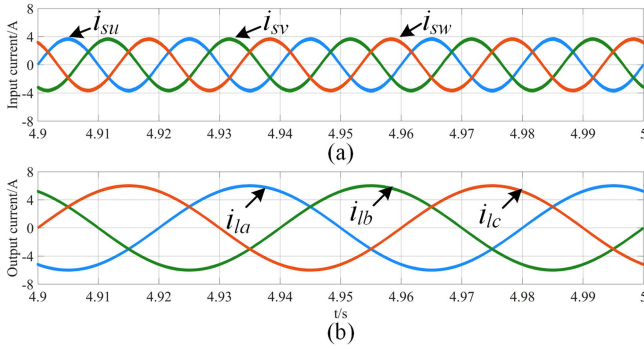 i_su i_sv i_sw
Input current/A
8
4
0
-4
-8
4.9 4.91 4.92 4.93 4.94 4.95 4.96 4.97 4.98 4.99 5
(a)
Output current/A
8
4
0
-4
-8
i_la i_lb i_lc
4.9 4.91 4.92 4.93 4.94 4.95 4.96 4.97 4.98 4.99 5
t/s
(b)